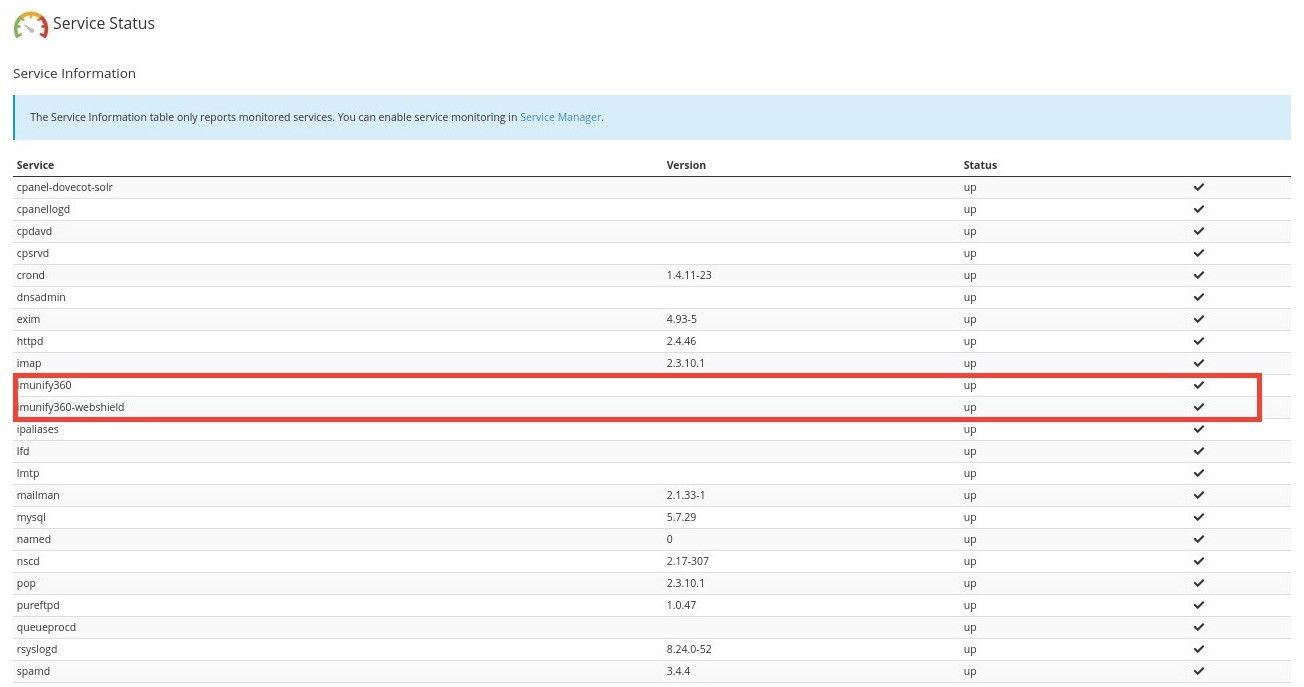 Service Status
Service Information
The Service Information table only reports monitored services. You can enable service monitoring in Service Manager.
Service Version Status
cpanel-dovecot-solr up
cpanellogd up
cpdavd up
cpsrvd up
crond 1.4.11-23 up
dnsadmin up
exim 4.93-5 up
httpd 2.4.46 up
imap 2.3.10.1 up
imunify360 up
imunify360-webshield up
ipaliases up
lfd up
lmtp up
mailman 2.1.33-1 up
mysql 5.7.29 up
named 0 up
nscd 2.17-307 up
pop 2.3.10.1 up
pureftpd 1.0.47 up
queueprocd up
rsyslogd 8.24.0-52 up
spamd 3.4.4 up